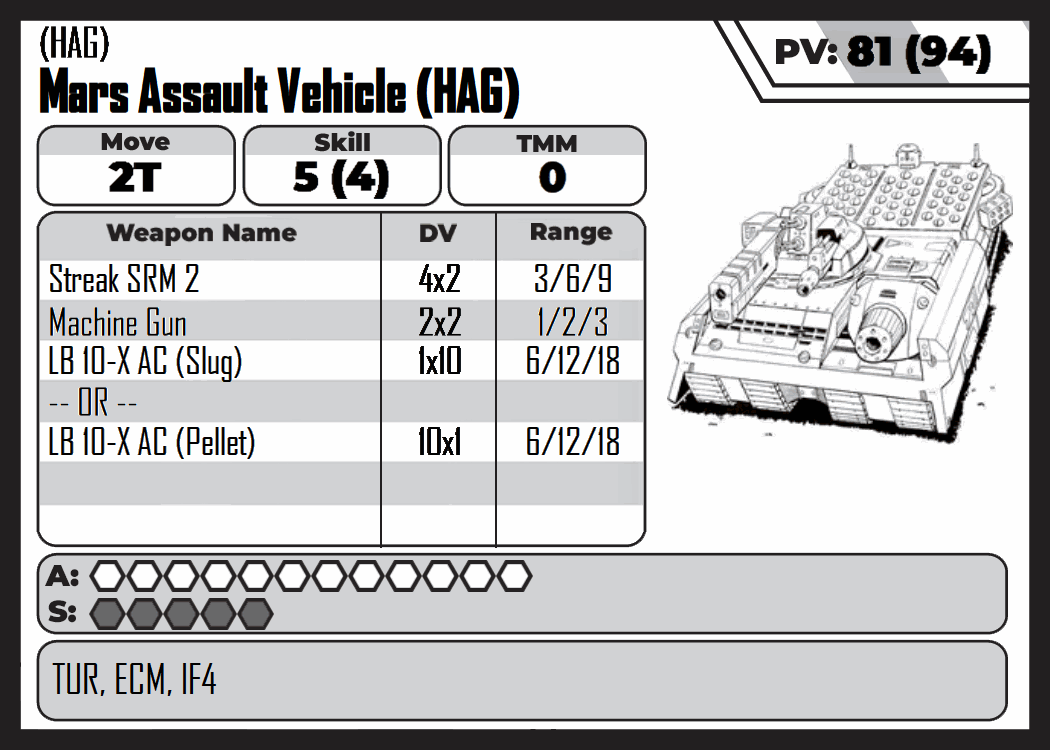 (HAG)
Mars Assault Vehicle (HAG)
PV: 81 (94)
Move Skill TMM
2T 5 (4) 0
Weapon Name DV Range
Streak SRM 2 4x2 3/6/9
Machine Gun 2x2 1/2/3
LB 10-X AC (Slug) 1x10 6/12/18
-- OR --
LB 10-X AC (Pellet) 10x1 6/12/18
A:
S:
TUR, ECM, IF4